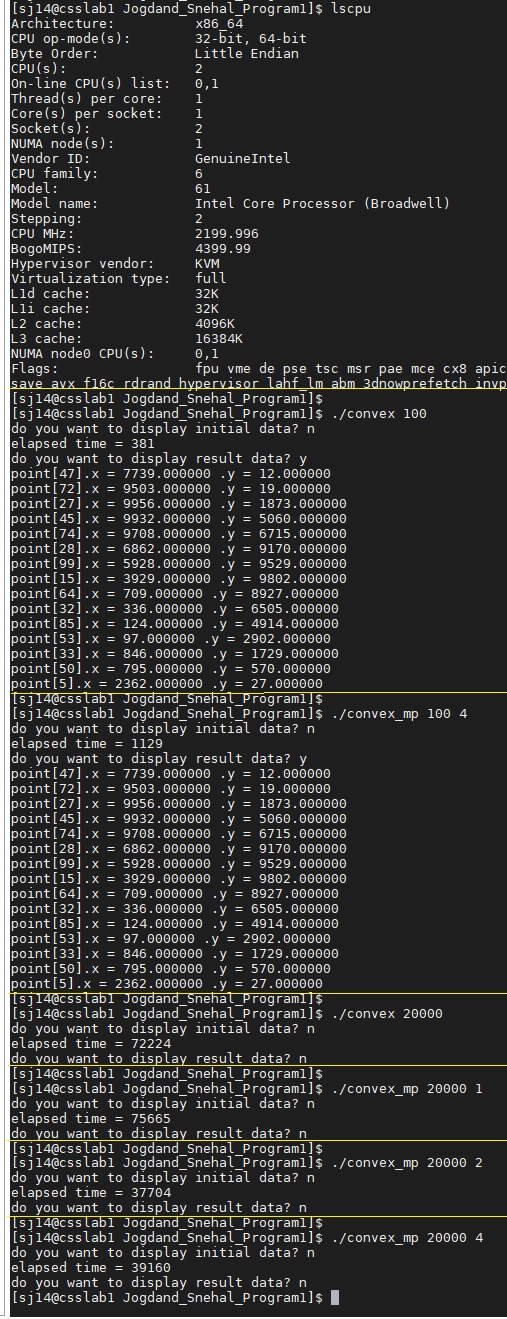 [sj14@csslab1 Jogdand_Snehal_Program1]$ lscpu
Architecture:          x86_64
CPU op-mode(s):        32-bit, 64-bit
Byte Order:            Little Endian
CPU(s):                2
On-line CPU(s) list:   0,1
Thread(s) per core:    1
Core(s) per socket:    1
Socket(s):             2
NUMA node(s):          1
Vendor ID:             GenuineIntel
CPU family:            6
Model:                 61
Model name:            Intel Core Processor (Broadwell)
Stepping:              2
CPU MHz:               2199.996
BogoMIPS:              4399.99
Hypervisor vendor:     KVM
Virtualization type:   full
L1d cache:             32K
L1i cache:             32K
L2 cache:              4096K
L3 cache:              16384K
NUMA node0 CPU(s):     0,1
Flags:                 fpu vme de pse tsc msr pae mce cx8 apic
save avx f16c rdrand hypervisor lahf_lm abm 3dnowprefetch invp
[sj14@csslab1 Jogdand_Snehal_Program1]$
[sj14@csslab1 Jogdand_Snehal_Program1]$ ./convex 100
do you want to display initial data? n
elapsed time = 381
do you want to display result data? y
point[47].x = 7739.000000 .y = 12.000000
point[72].x = 9503.000000 .y = 19.000000
point[27].x = 9956.000000 .y = 1873.000000
point[45].x = 9932.000000 .y = 5060.000000
point[74].x = 9708.000000 .y = 6715.000000
point[28].x = 6862.000000 .y = 9170.000000
point[99].x = 5928.000000 .y = 9529.000000
point[15].x = 3929.000000 .y = 9802.000000
point[64].x = 709.000000 .y = 8927.000000
point[32].x = 336.000000 .y = 6505.000000
point[85].x = 124.000000 .y = 4914.000000
point[53].x = 97.000000 .y = 2902.000000
point[33].x = 846.000000 .y = 1729.000000
point[50].x = 795.000000 .y = 570.000000
point[5].x = 2362.000000 .y = 27.000000
[sj14@csslab1 Jogdand_Snehal_Program1]$
[sj14@csslab1 Jogdand_Snehal_Program1]$ ./convex_mp 100 4
do you want to display initial data? n
elapsed time = 1129
do you want to display result data? y
point[47].x = 7739.000000 .y = 12.000000
point[72].x = 9503.000000 .y = 19.000000
point[27].x = 9956.000000 .y = 1873.000000
point[45].x = 9932.000000 .y = 5060.000000
point[74].x = 9708.000000 .y = 6715.000000
point[28].x = 6862.000000 .y = 9170.000000
point[99].x = 5928.000000 .y = 9529.000000
point[15].x = 3929.000000 .y = 9802.000000
point[64].x = 709.000000 .y = 8927.000000
point[32].x = 336.000000 .y = 6505.000000
point[85].x = 124.000000 .y = 4914.000000
point[53].x = 97.000000 .y = 2902.000000
point[33].x = 846.000000 .y = 1729.000000
point[50].x = 795.000000 .y = 570.000000
point[5].x = 2362.000000 .y = 27.000000
[sj14@csslab1 Jogdand_Snehal_Program1]$
[sj14@csslab1 Jogdand_Snehal_Program1]$ ./convex 20000
do you want to display initial data? n
elapsed time = 72224
do you want to display result data? n
[sj14@csslab1 Jogdand_Snehal_Program1]$
[sj14@csslab1 Jogdand_Snehal_Program1]$ ./convex_mp 20000 1
do you want to display initial data? n
elapsed time = 75665
do you want to display result data? n
[sj14@csslab1 Jogdand_Snehal_Program1]$
[sj14@csslab1 Jogdand_Snehal_Program1]$ ./convex_mp 20000 2
do you want to display initial data? n
elapsed time = 37704
do you want to display result data? n
[sj14@csslab1 Jogdand_Snehal_Program1]$
[sj14@csslab1 Jogdand_Snehal_Program1]$ ./convex_mp 20000 4
do you want to display initial data? n
elapsed time = 39160
do you want to display result data? n
[sj14@csslab1 Jogdand_Snehal_Program1]$